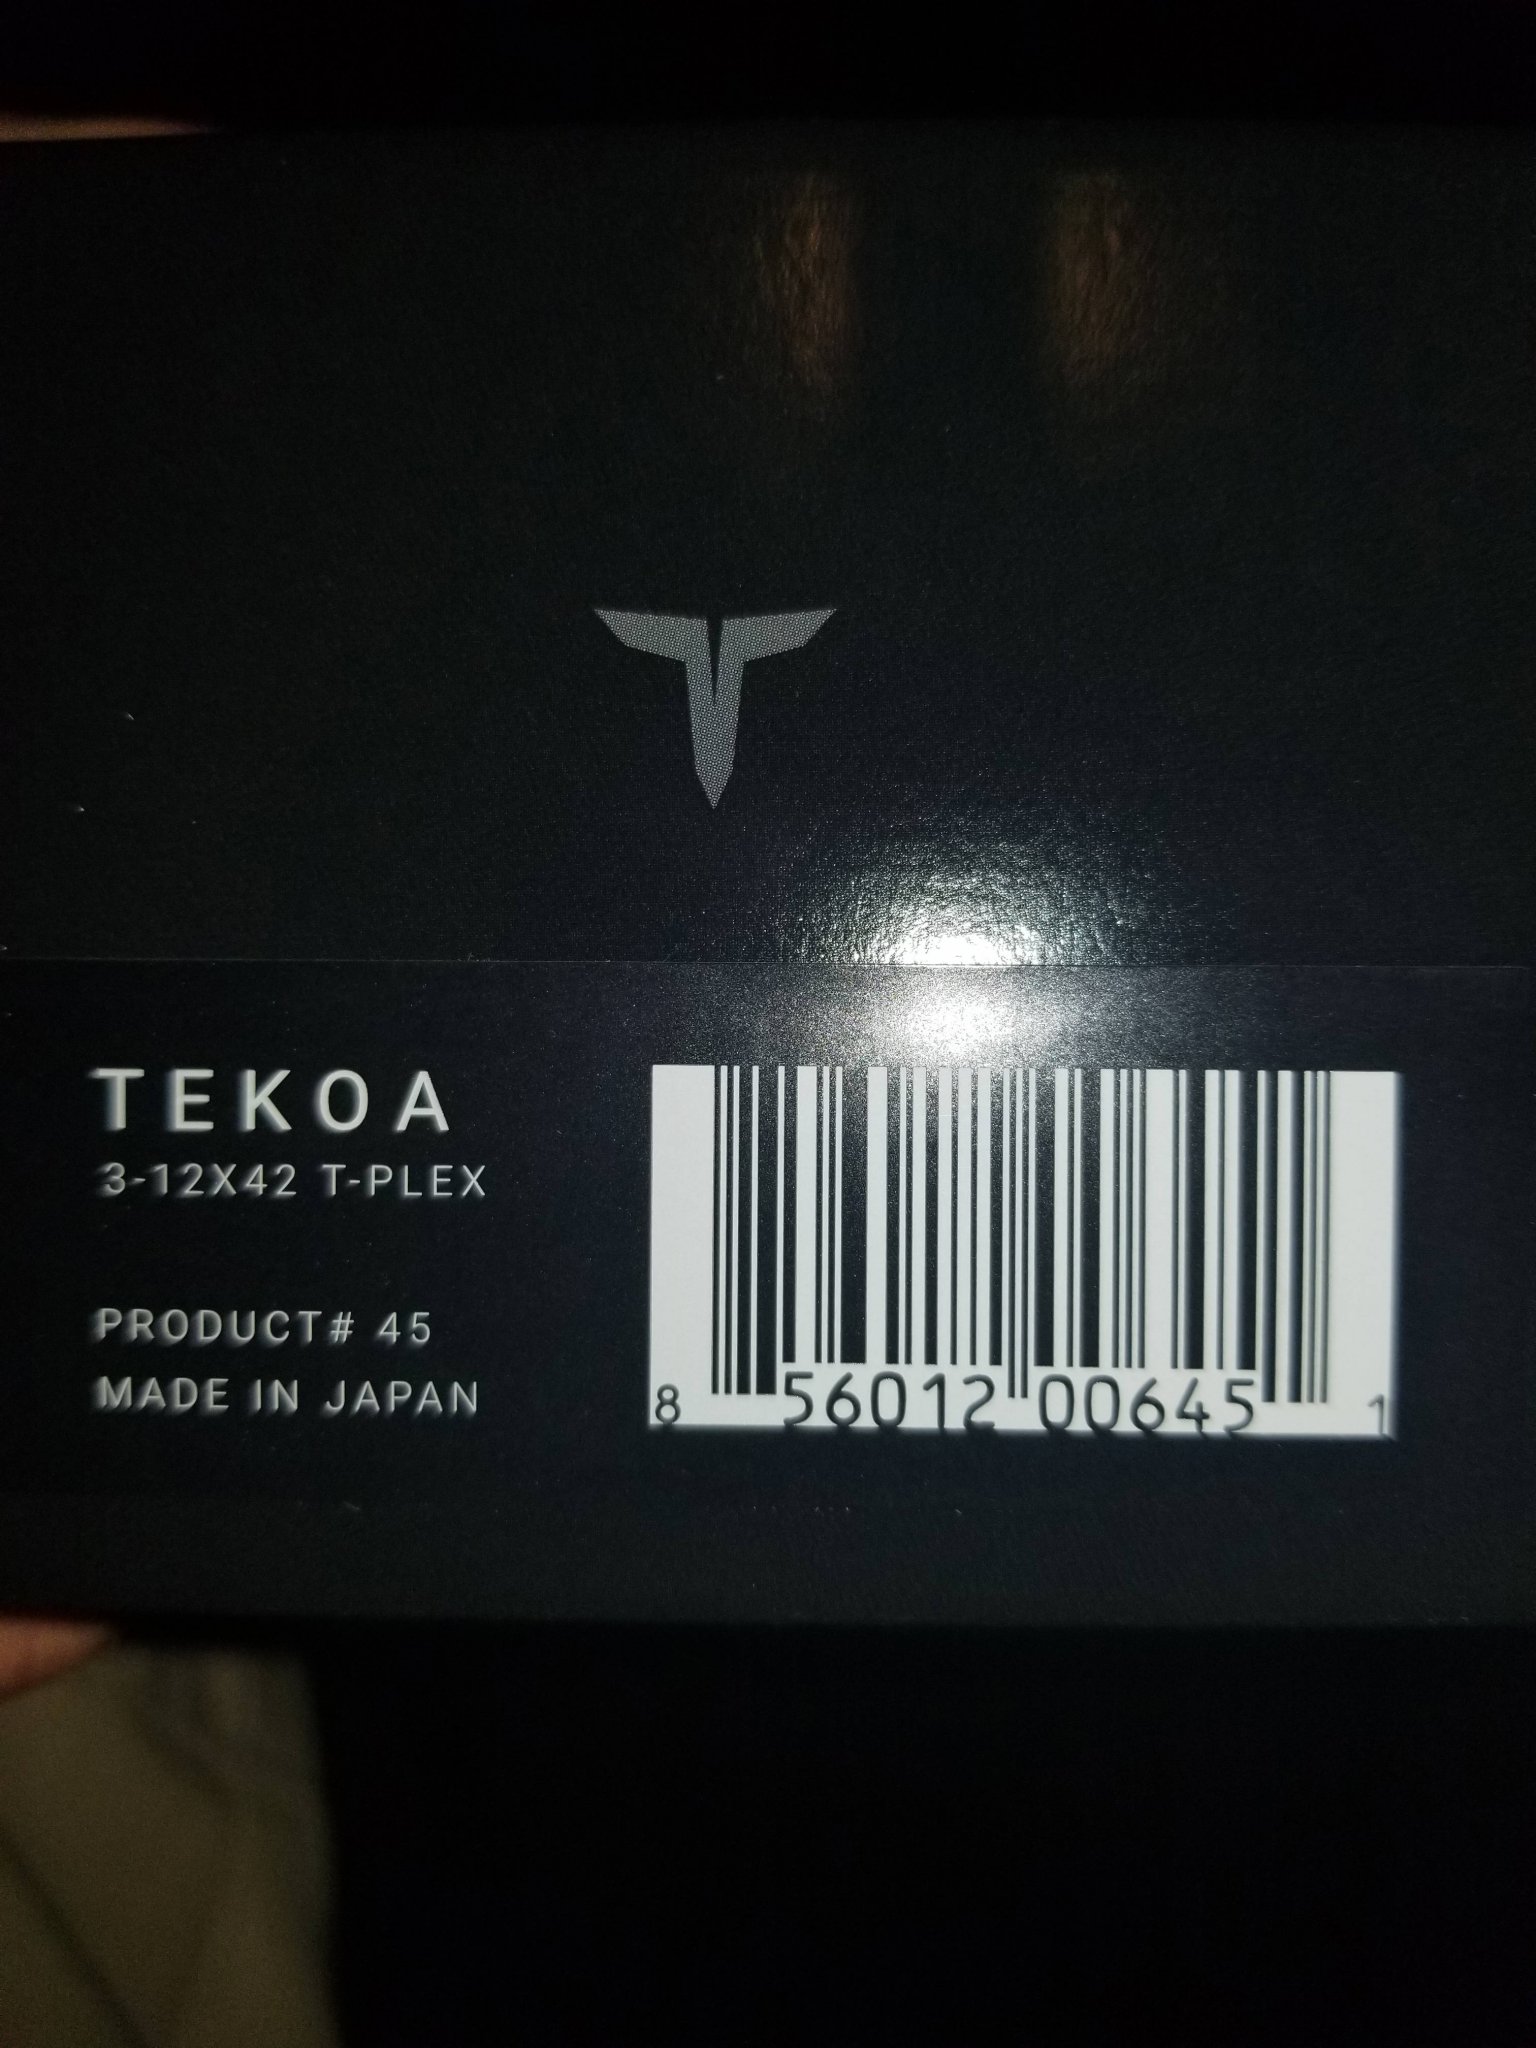 TEKOA
3-12X42 T-PLEX
PRODUCT# 45
MADE IN JAPAN
8 56012 00645 1